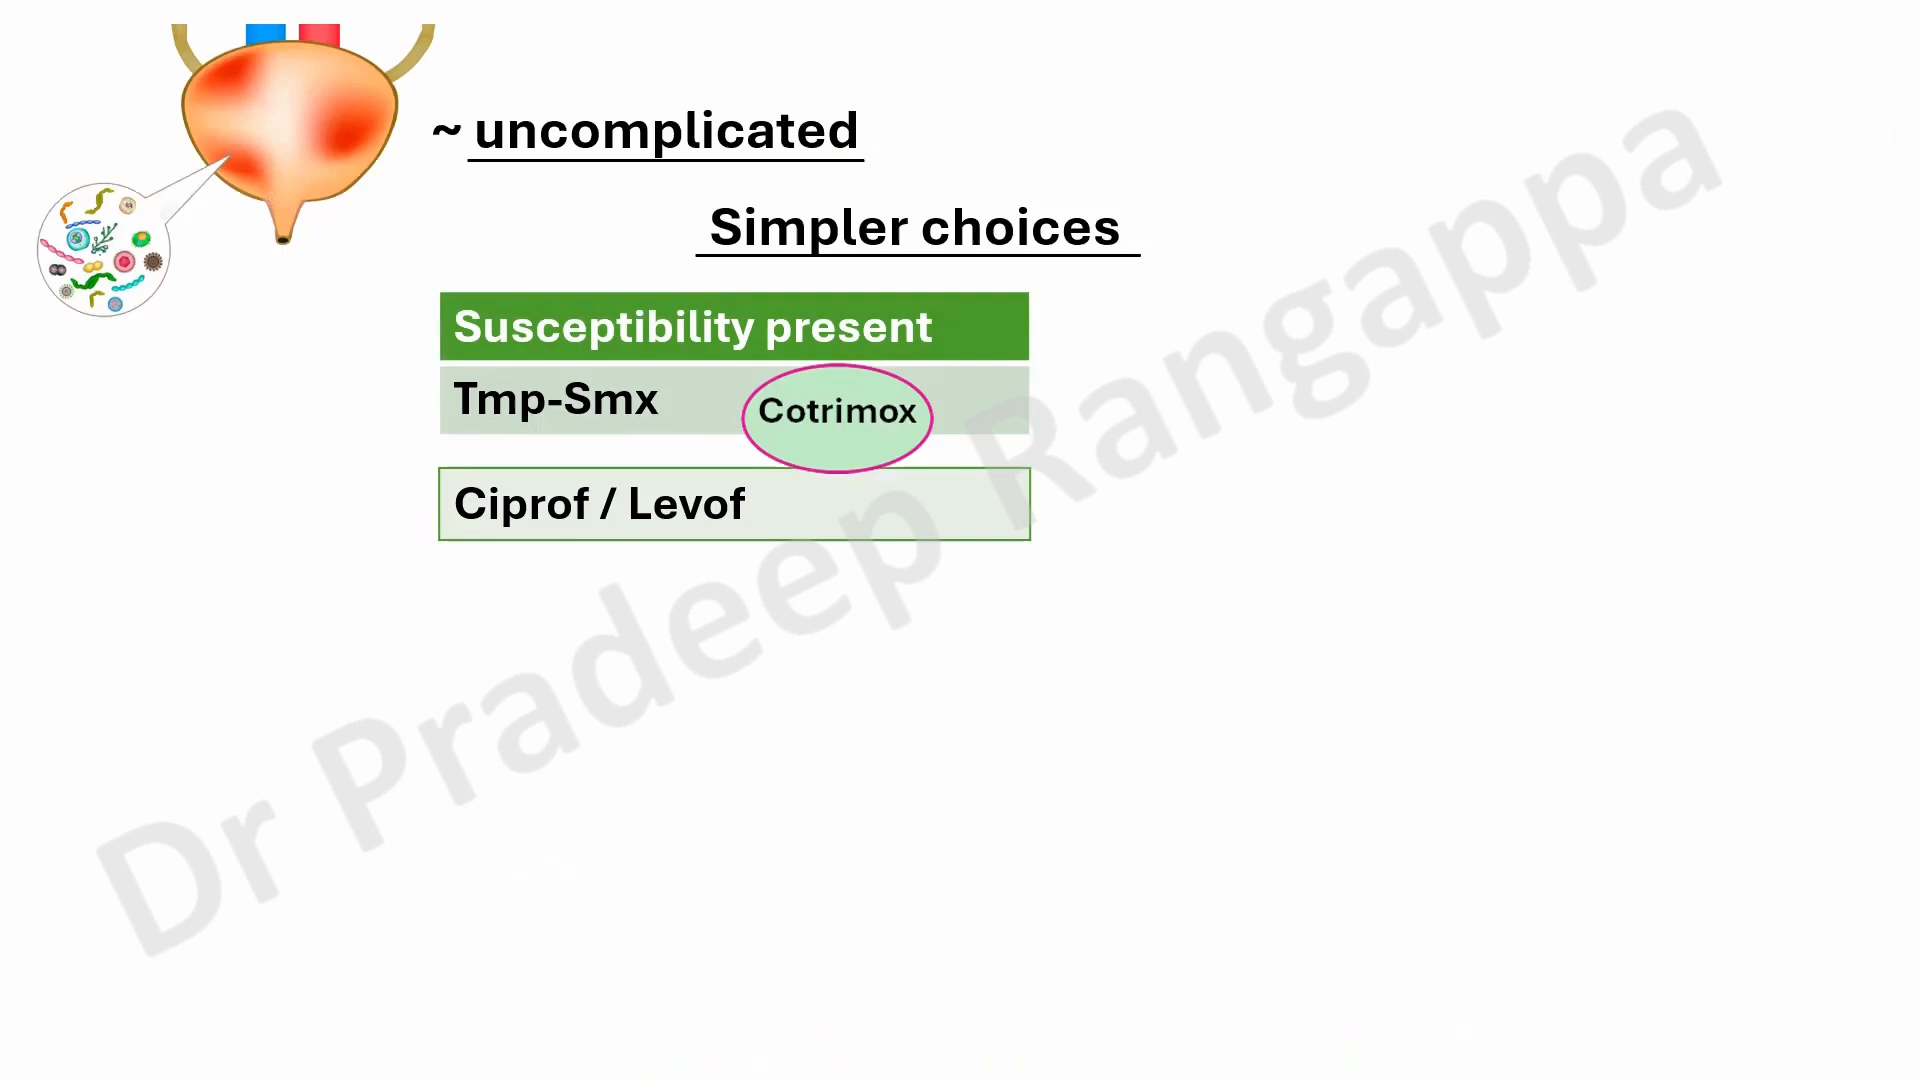 ~ uncomplicated
Simpler choices
Susceptibility present
Tmp-Smx
Cotrimox
Ciprof / Levof
Dr Pradeep Rangappa